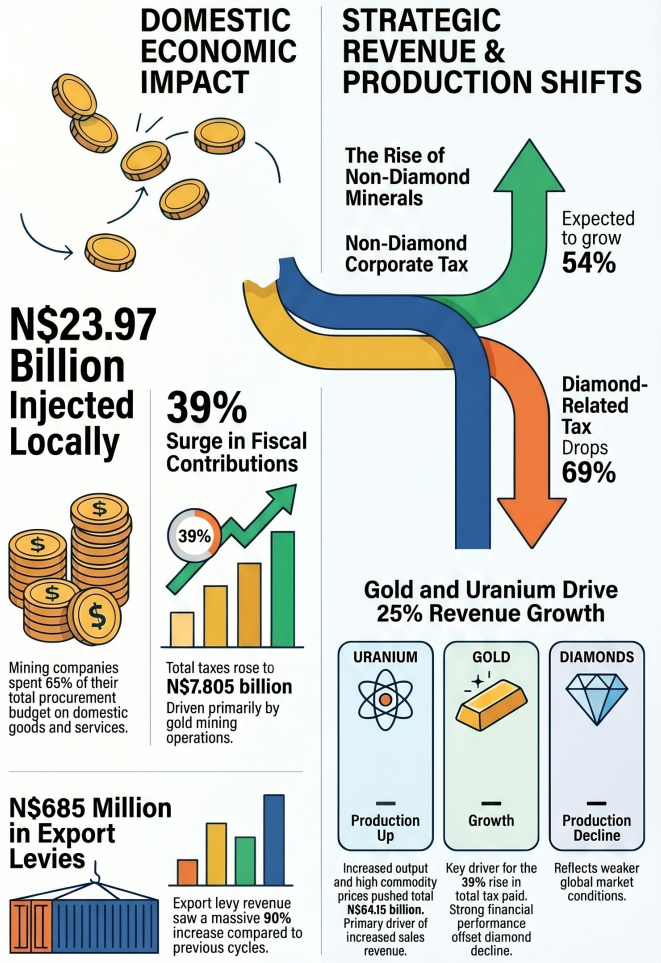 DOMESTIC
ECONOMIC
IMPACT
N$23.97
Billion
Injected
Locally
$
$
$
$
Mining companies
spent 65% of their
total procurement
budget on domestic
goods and services.
39%
Surge in Fiscal
Contributions
39%
Total taxes rose to
N$7.805 billion
Driven primarily by
gold mining
operations.
N$685 Million
in Export
Levies
Export levy revenue
saw a massive 90%
increase compared to
previous cycles.
STRATEGIC
REVENUE &
PRODUCTION SHIFTS
The Rise of
Non-Diamond
Minerals
Non-Diamond
Corporate Tax
Expected
to grow
54%
Diamond-
Related
Tax
Drops
69%
Gold and Uranium Drive
25% Revenue Growth
URANIUM
Production
Up
Increased output
and high commodity
prices pushed total
N$64.15 billion.
Primary driver of
increased sales
revenue.
GOLD
Growth
Key driver for the
39% rise in
total tax paid.
Strong financial
performance
offset diamond
decline.
DIAMONDS
Production
Decline
Reflects weaker
global market
conditions.